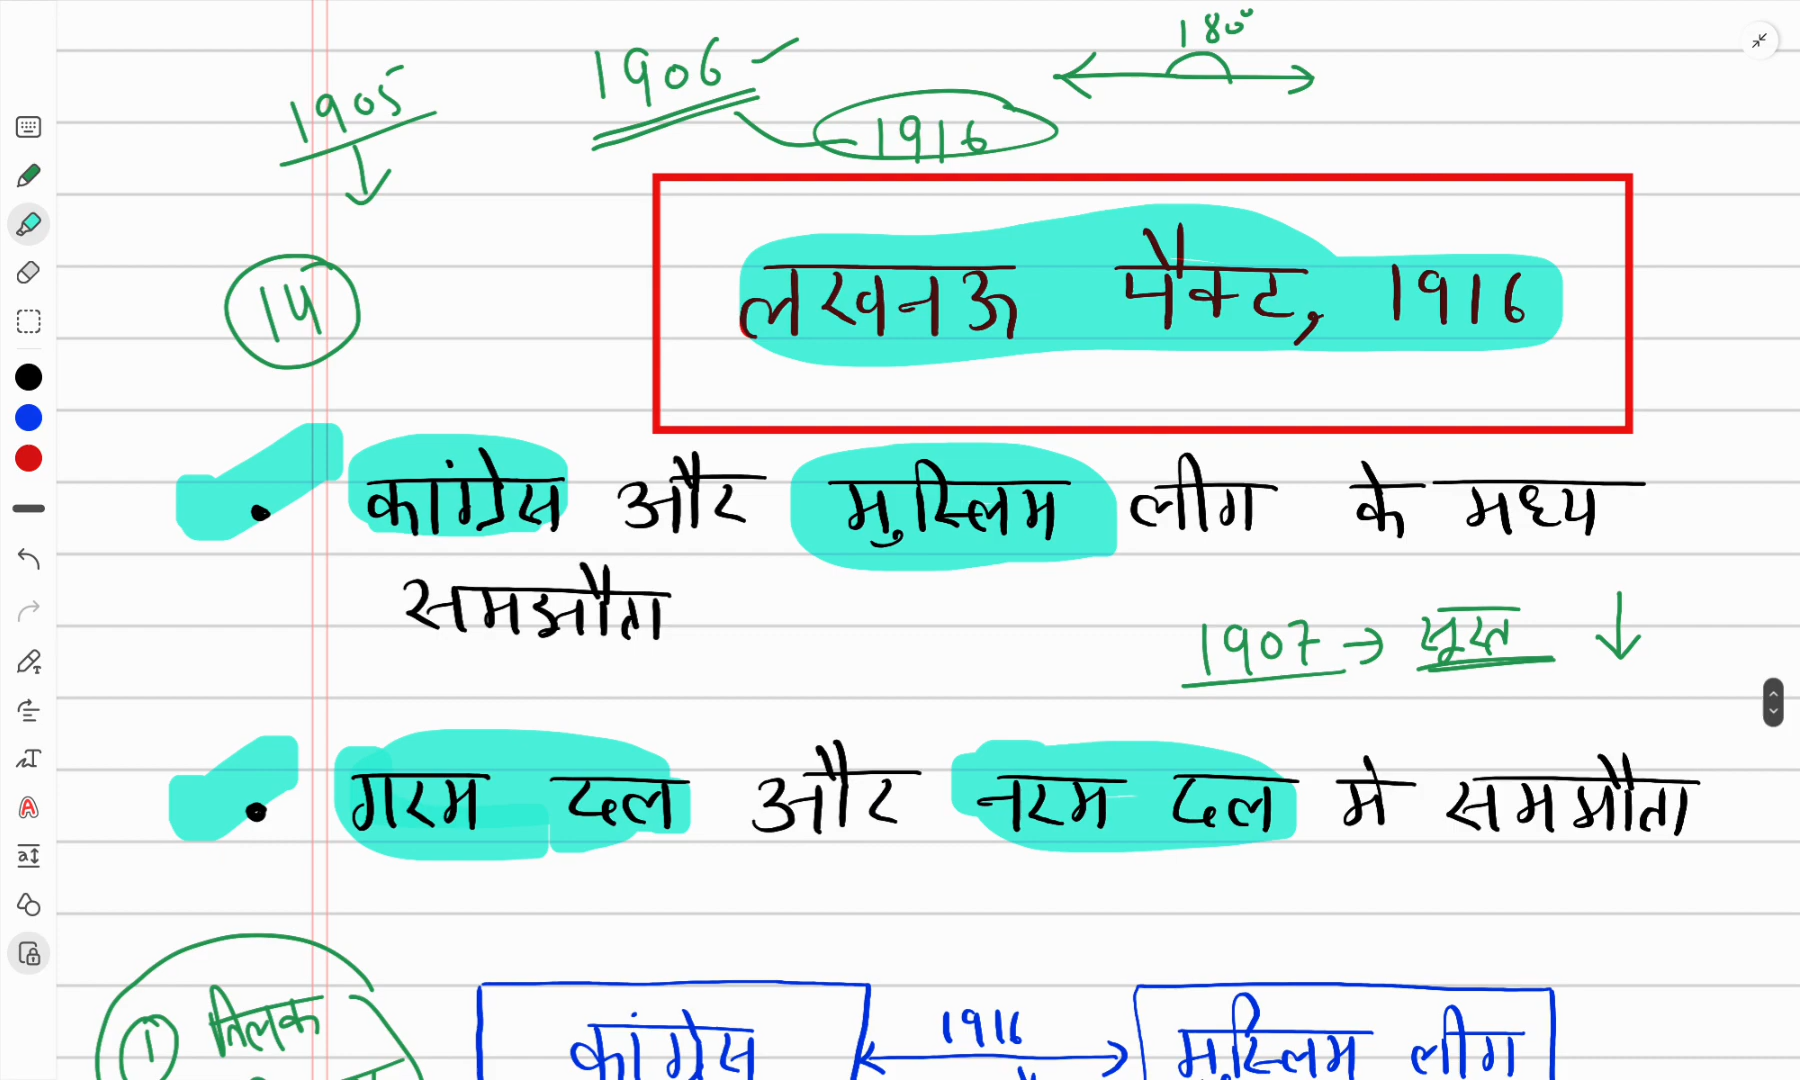 1905
1906
1916
180°
14
लखनऊ पैक्ट, 1916
• कांग्रेस और मुस्लिम लीग के मध्य
समझौता
1907 → सूरत ↓
• गरम दल और नरम दल मे समझौता
① तिलक
कांग्रेस
1916
मुस्लिम लीग